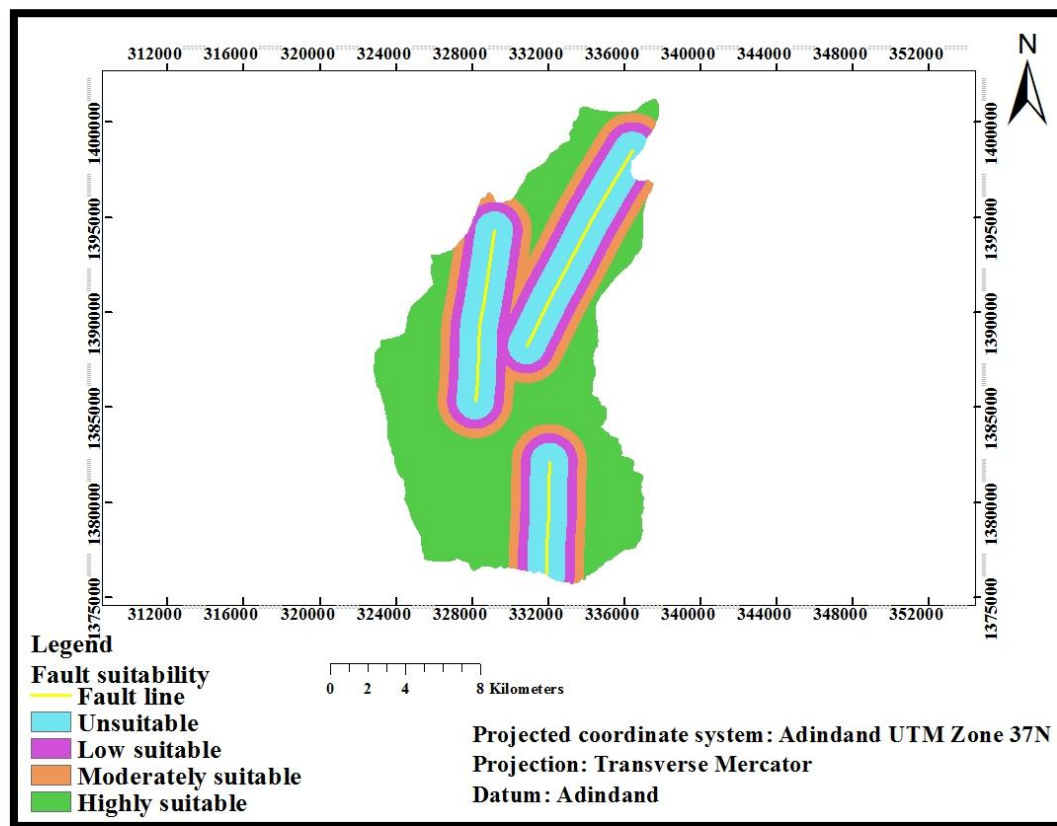 312000 316000 320000 324000 328000 332000 336000 340000 344000 348000 352000
N
1400000 1400000
1395000 1395000
1390000 1390000
1385000 1385000
1380000 1380000
1375000 1375000
312000 316000 320000 324000 328000 332000 336000 340000 344000 348000 352000
Legend
Fault suitability
Fault line
Unsuitable
Low suitable
Moderately suitable
Highly suitable
0 2 4 8 Kilometers
Projected coordinate system: Adindand UTM Zone 37N
Projection: Transverse Mercator
Datum: Adindand